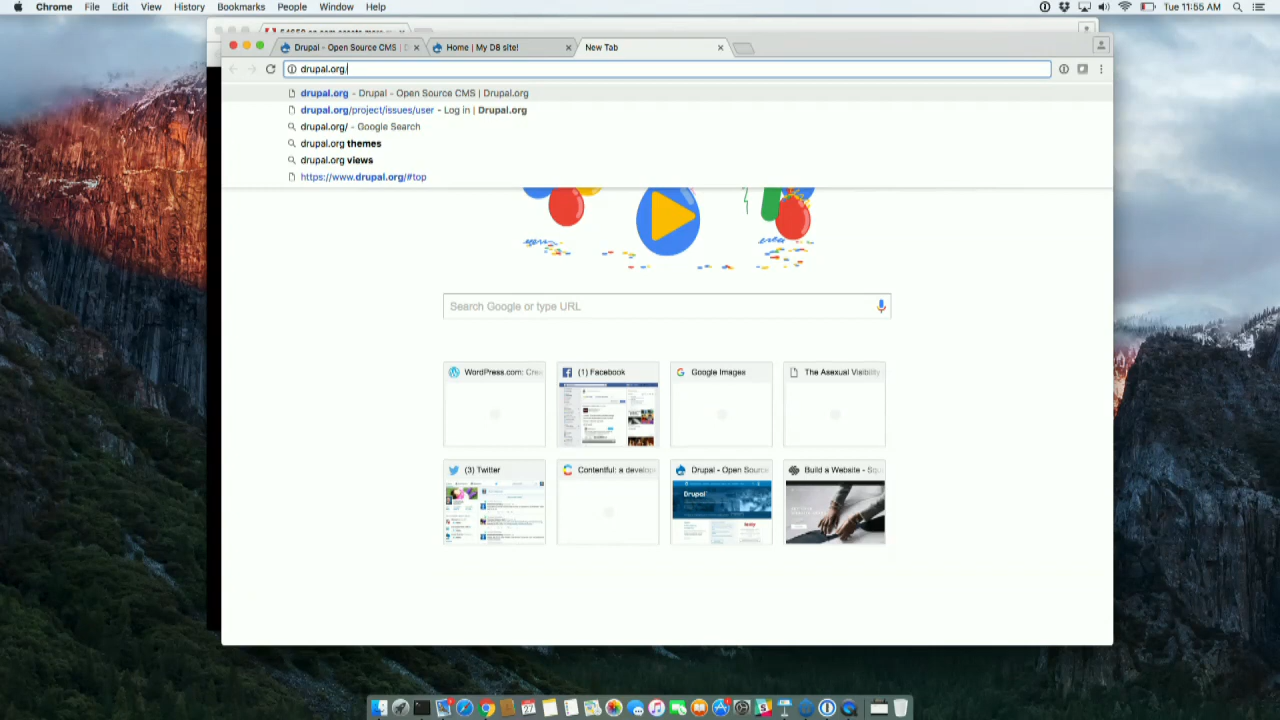 Chrome File Edit View History Bookmarks People Window Help Tue 11:55 AM
Drupal - Open Source CMS | D
Home | My D8 site!
New Tab
drupal.org/
drupal.org - Drupal - Open Source CMS | Drupal.org
drupal.org/project/issues/user - Log in | Drupal.org
drupal.org/ - Google Search
drupal.org themes
drupal.org views
https://www.drupal.org/#top
Search Google or type URL
WordPress.com: Cre
(1) Facebook
Google Images
The Asexual Visibility
(3) Twitter
Contentful: a develop
Drupal - Open Source
Build a Website - Squ
Drupal
27